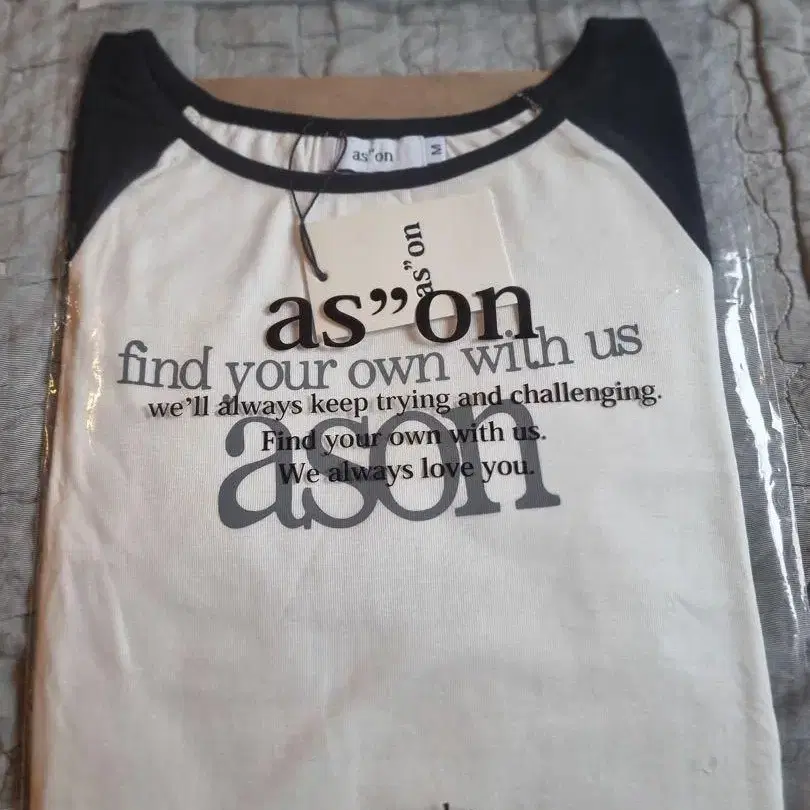 as”on
M
as”on
as”on
find your own with us
we’ll always keep trying and challenging.
Find your own with us.
We always love you.
ason